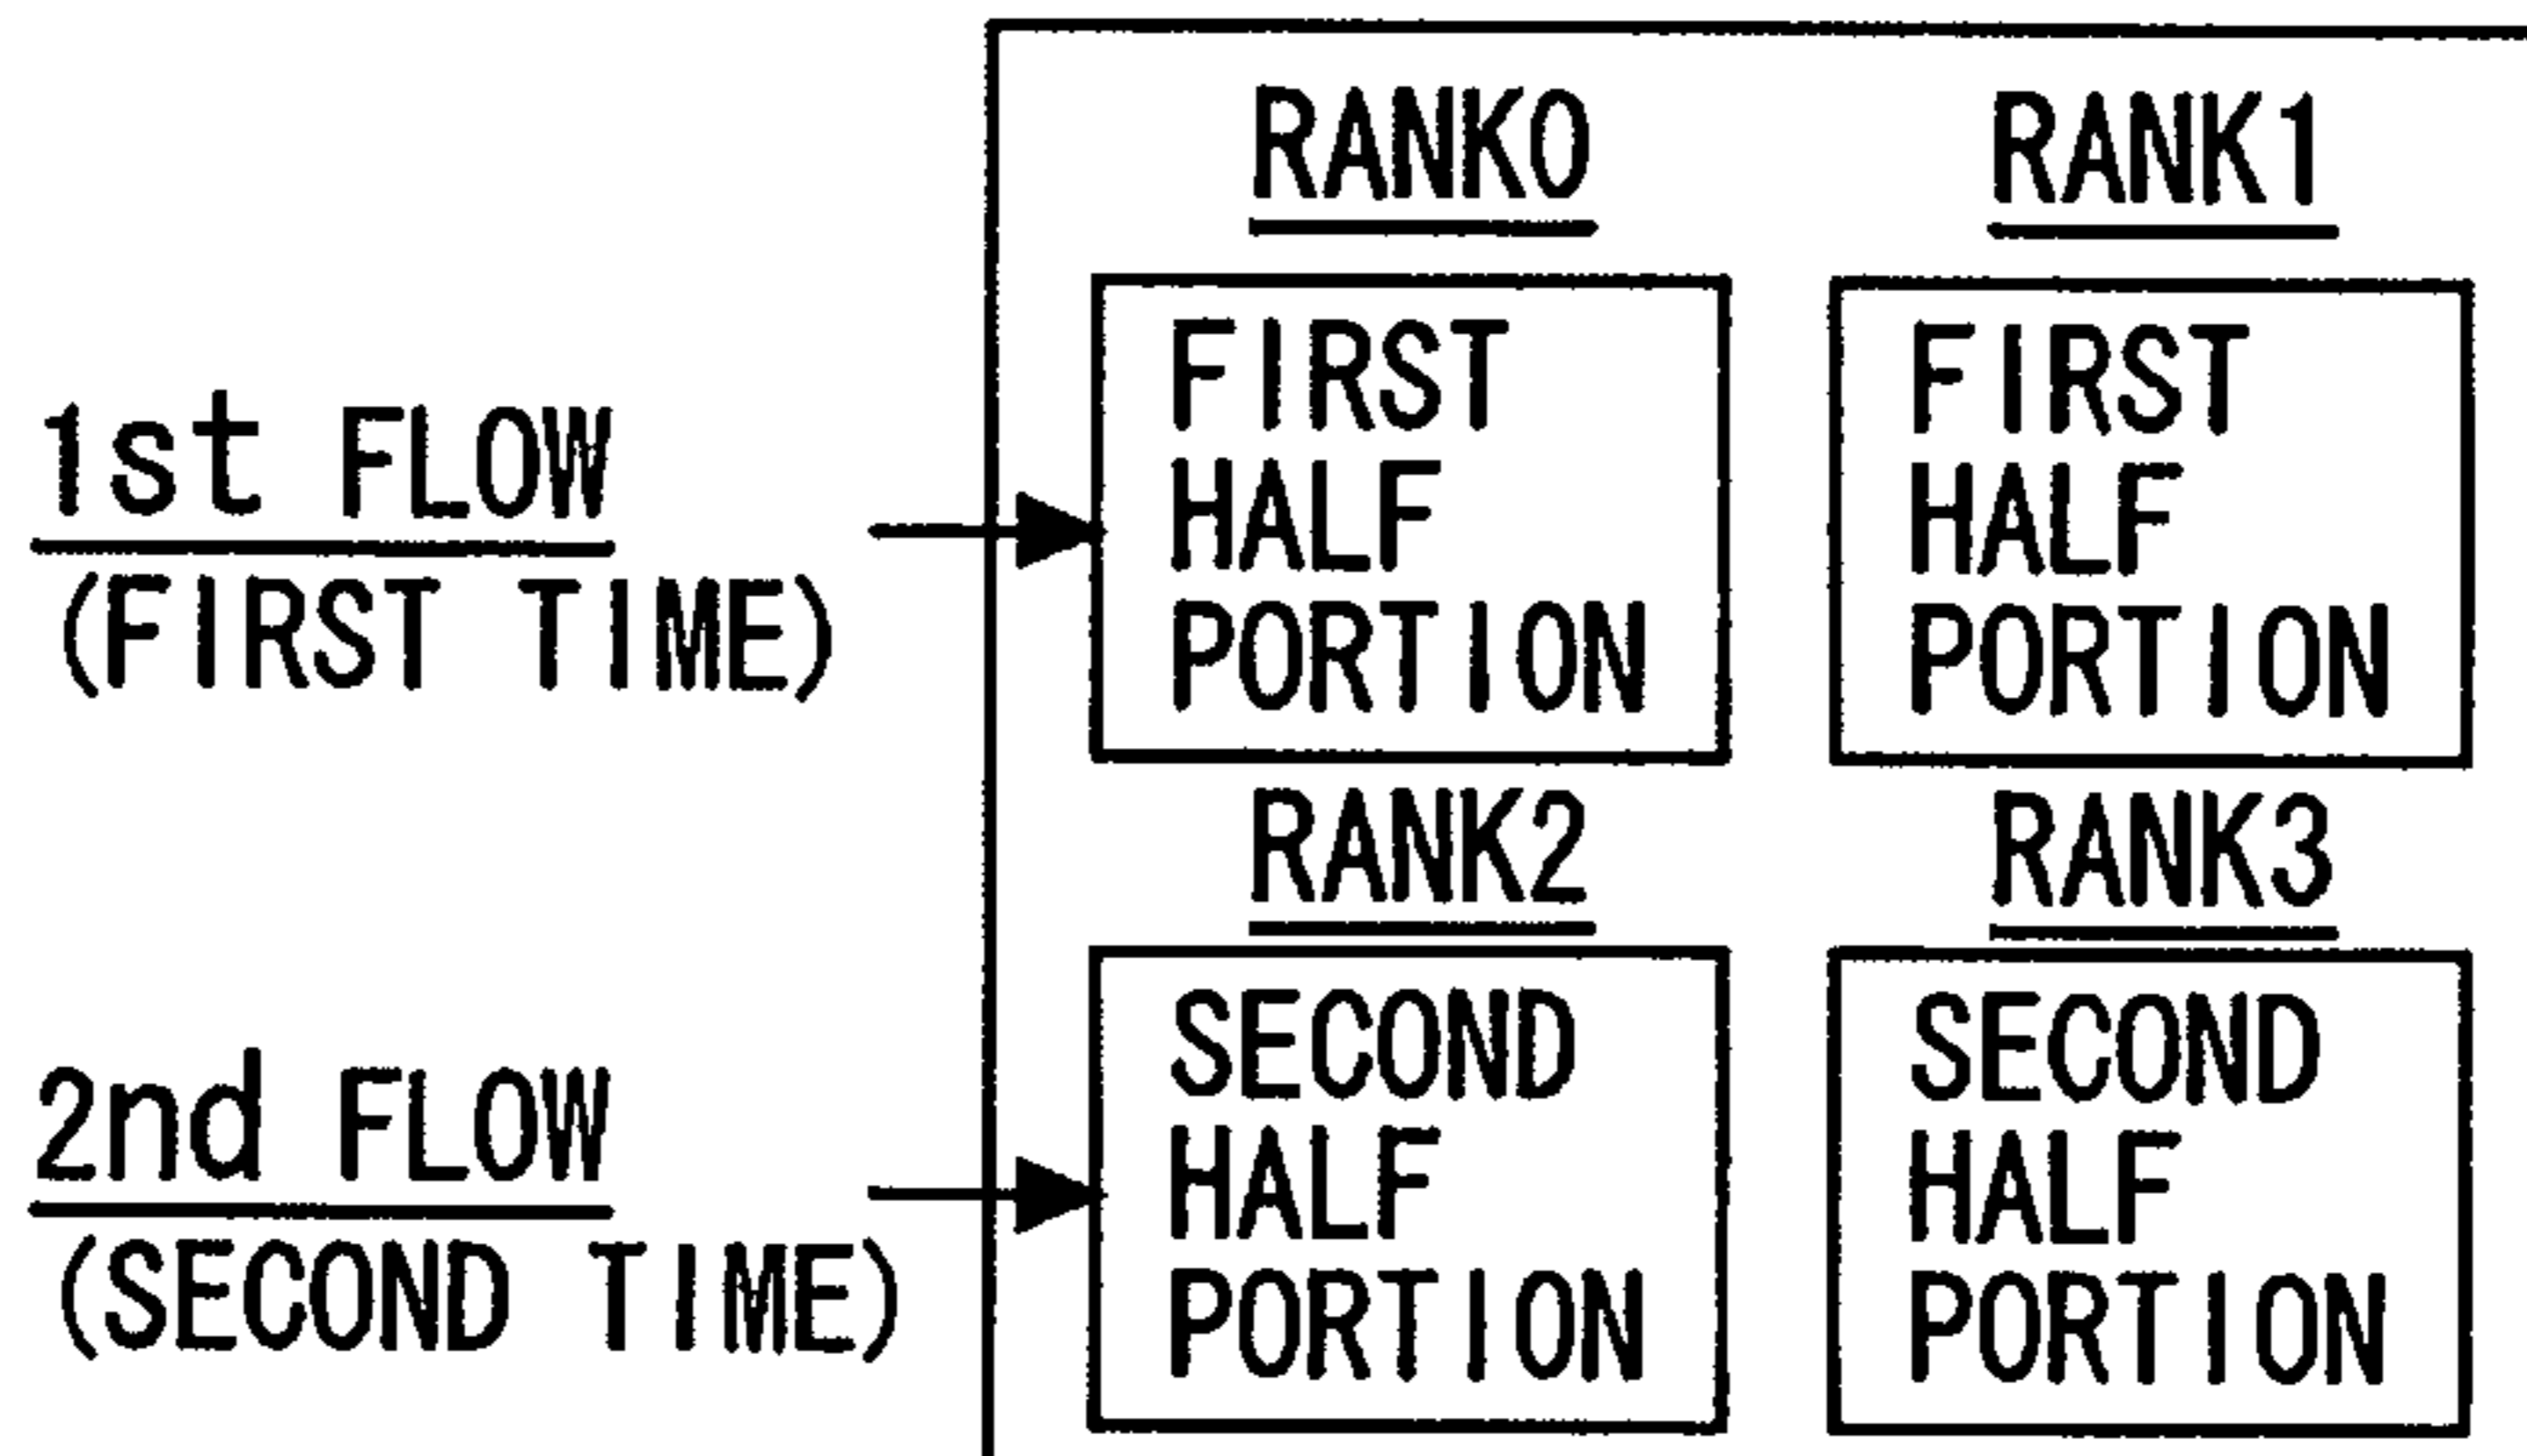 RANK0 RANK1
1st FLOW
(FIRST TIME)
FIRST
HALF
PORTION
FIRST
HALF
PORTION
RANK2 RANK3
2nd FLOW
(SECOND TIME)
SECOND
HALF
PORTION
SECOND
HALF
PORTION